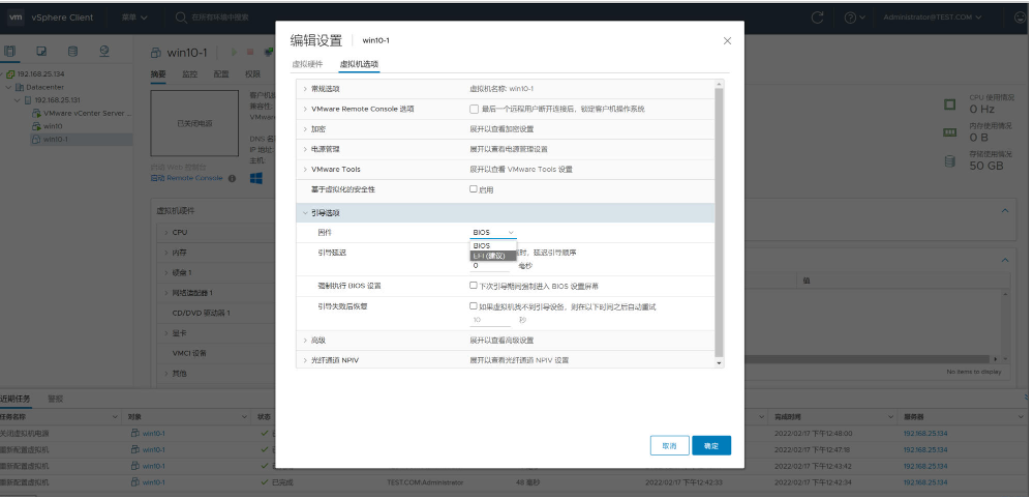 vm vSphere Client 菜单 在所有环境中搜索 Administrator@TEST.COM
192.168.25.134
Datacenter
192.168.25.131
VMware vCenter Server ...
win10
win10-1
win10-1
摘要 监控 配置 权限
已关闭电源
客户机
兼容性:
VMware
DNS 名
IP 地址:
主机:
Remote Console
CPU 使用情况
0 Hz
内存使用情况
0 B
存储使用情况
50 GB
虚拟机硬件
> CPU
> 内存
> 硬盘 1
> 网络适配器 1
CD/DVD 驱动器 1
> 显卡
VMCI 设备
> 其他
值
No items to display
编辑设置 win10-1
虚拟硬件 虚拟机选项
> 常规选项 虚拟机名称: win10-1
> VMware Remote Console 选项 最后一个远程用户断开连接后，锁定客户机操作系统
> 加密 展开以查看加密设置
> 电源管理 展开以查看电源管理设置
> VMware Tools 展开以查看 VMware Tools 设置
基于虚拟化的安全性 启用
引导选项
固件 BIOS
BIOS
EFI (建议)
引导延迟 时，延迟引导顺序
0 毫秒
强制执行 BIOS 设置 下次引导期间强制进入 BIOS 设置屏幕
引导失败后恢复 如果虚拟机找不到引导设备，则在以下时间之后自动重试
10 秒
> 高级 展开以查看高级设置
> 光纤通道 NPIV 展开以查看光纤通道 NPIV 设置
取消 确定
近期任务 警报
任务名称 对象 状态 完成时间 服务器
关闭虚拟机电源 win10-1 2022/02/17 下午12:48:00 192.168.25.134
重新配置虚拟机 win10-1 2022/02/17 下午12:47:18 192.168.25.134
重新配置虚拟机 win10-1 2022/02/17 下午12:43:42 192.168.25.134
重新配置虚拟机 win10-1 已完成 TEST.COM\Administrator 48 毫秒 2022/02/17 下午12:42:33 2022/02/17 下午12:42:34 192.168.25.134